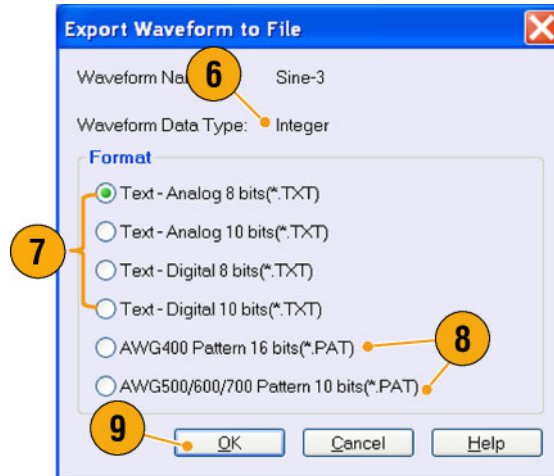 Export Waveform to File
6
Waveform Na Sine-3
Waveform Data Type: Integer
Format
Text - Analog 8 bits(*.TXT)
Text - Analog 10 bits(*.TXT)
7
Text - Digital 8 bits(*.TXT)
Text - Digital 10 bits(*.TXT)
8
AWG400 Pattern 16 bits(*.PAT)
AWG500/600/700 Pattern 10 bits(*.PAT)
9
OK Cancel Help